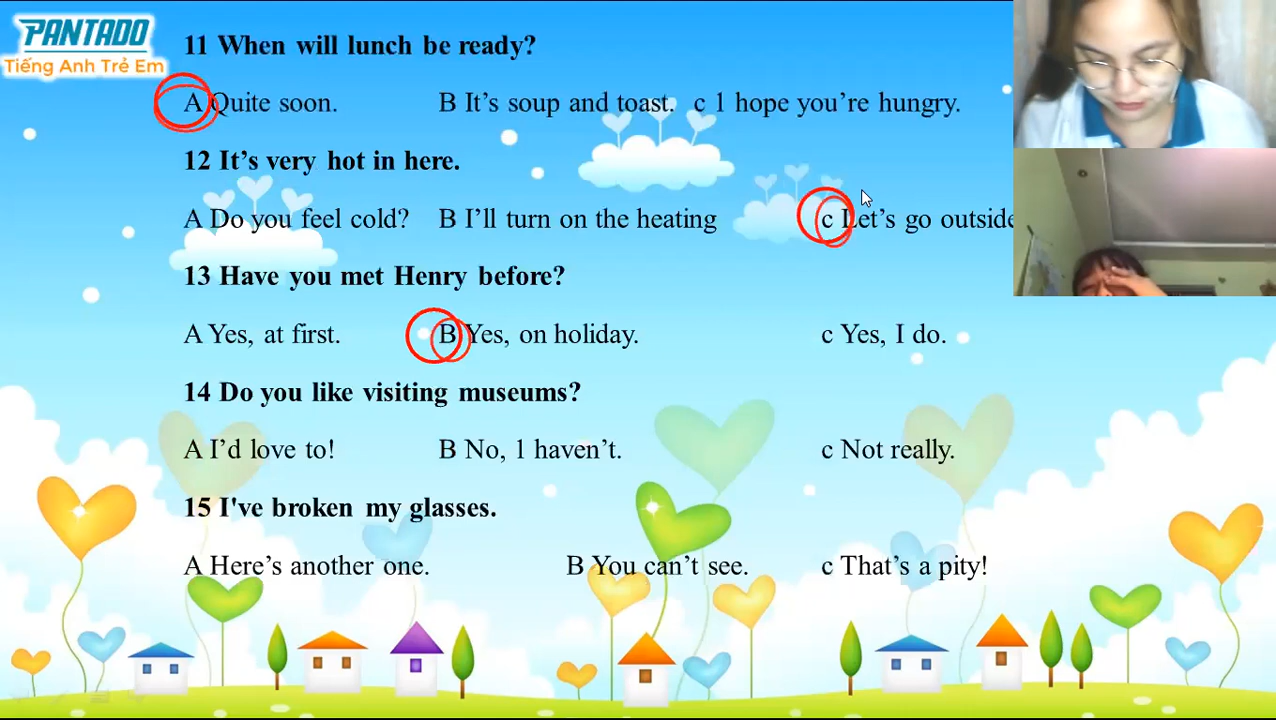 PANTADO
Tiếng Anh Trẻ Em
11 When will lunch be ready?
A Quite soon. B It's soup and toast. c 1 hope you're hungry.
12 It's very hot in here.
A Do you feel cold? B I'll turn on the heating c Let's go outside
13 Have you met Henry before?
A Yes, at first. B Yes, on holiday. c Yes, I do.
14 Do you like visiting museums?
A I'd love to! B No, 1 haven't. c Not really.
15 I've broken my glasses.
A Here's another one. B You can't see. c That's a pity!